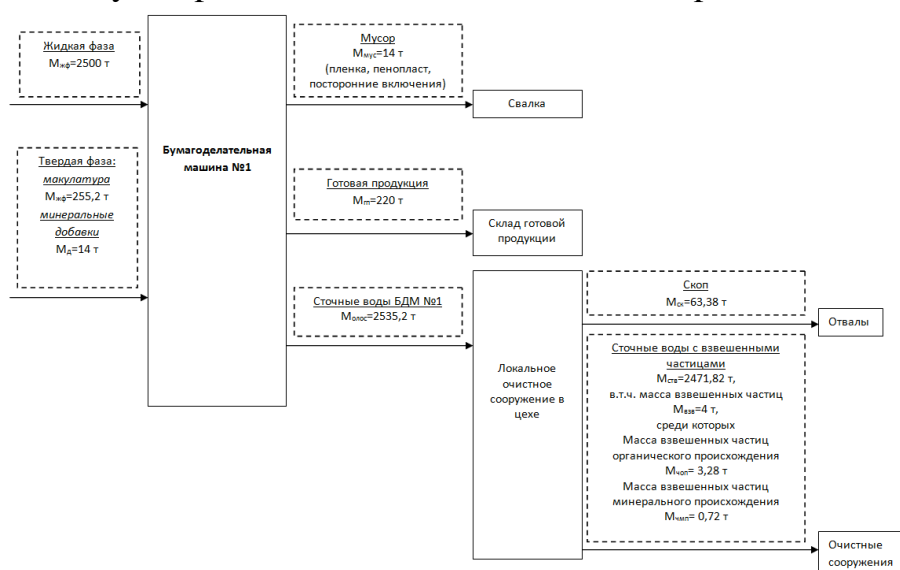 Жидкая фаза
Мжф=2500 т
Мусор
Ммус=14 т
(пленка, пенопласт,
посторонние включения)
Свалка
Бумагоделательная
машина №1
Твердая фаза:
макулатура
Мжф=255,2 т
минеральные
добавки
Мд=14 т
Готовая продукция
Мгп=220 т
Склад готовой
продукции
Сточные воды БДМ №1
Молос=2535,2 т
Локальное
очистное
сооружение в
цехе
Скоп
Мск=63,38 т
Отвалы
Сточные воды с взвешенными
частицами
Мств=2471,82 т,
в.т.ч. масса взвешенных частиц
Мвзв=4 т,
среди которых
Масса взвешенных частиц
органического происхождения
Мчоп= 3,28 т
Масса взвешенных частиц
минерального происхождения
Мчмп= 0,72 т
Очистные
сооружения